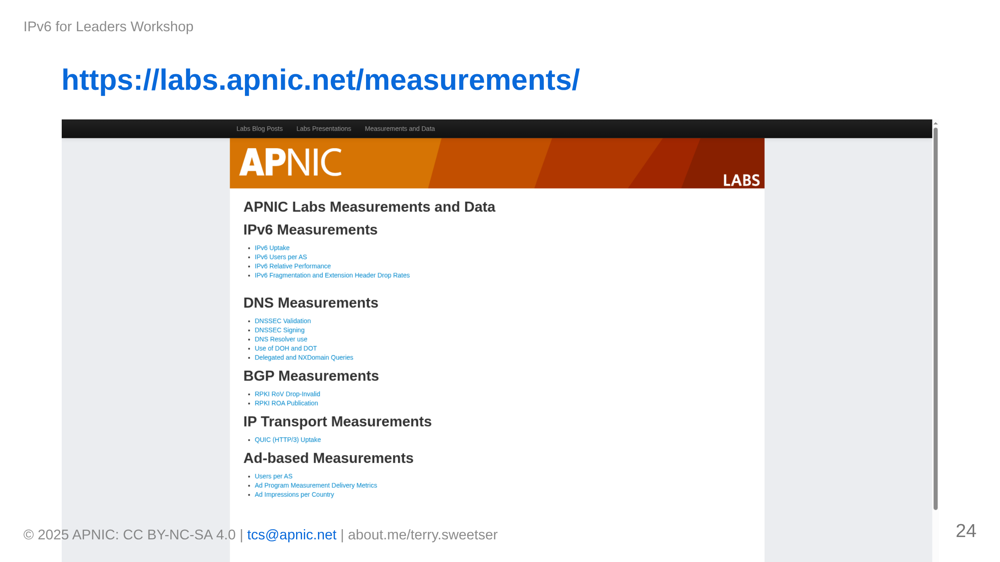 IPv6 for Leaders Workshop
https://labs.apnic.net/measurements/
Labs Blog Posts Labs Presentations Measurements and Data
APNIC
LABS
APNIC Labs Measurements and Data
IPv6 Measurements
• IPv6 Uptake
• IPv6 Users per AS
• IPv6 Relative Performance
• IPv6 Fragmentation and Extension Header Drop Rates
DNS Measurements
• DNSSEC Validation
• DNSSEC Signing
• DNS Resolver use
• Use of DOH and DOT
• Delegated and NXDomain Queries
BGP Measurements
• RPKI RoV Drop-Invalid
• RPKI ROA Publication
IP Transport Measurements
• QUIC (HTTP/3) Uptake
Ad-based Measurements
• Users per AS
• Ad Program Measurement Delivery Metrics
• Ad Impressions per Country
© 2025 APNIC: CC BY-NC-SA 4.0 | tcs@apnic.net | about.me/terry.sweetser
24